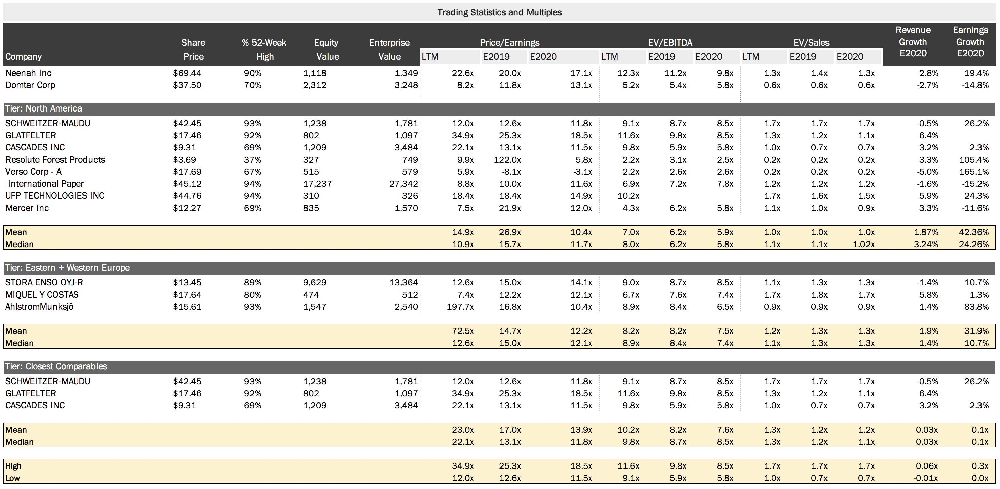 Trading Statistics and Multiples
Revenue Earnings
Share % 52-Week Equity Enterprise Price/Earnings EV/EBITDA EV/Sales Growth Growth
Company Price High Value Value LTM E2019 E2020 LTM E2019 E2020 LTM E2019 E2020 E2020 E2020
Neenah Inc $69.44 90% 1,118 1,349 22.6x 20.0x 17.1x 12.3x 11.2x 9.8x 1.3x 1.4x 1.3x 2.8% 19.4%
Domtar Corp $37.50 70% 2,312 3,248 8.2x 11.8x 13.1x 5.2x 5.4x 5.8x 0.6x 0.6x 0.6x -2.7% -14.8%
Tier: North America
SCHWEITZER-MAUDU $42.45 93% 1,238 1,781 12.0x 12.6x 11.8x 9.1x 8.7x 8.5x 1.7x 1.7x 1.7x -0.5% 26.2%
GLATFELTER $17.46 92% 802 1,097 34.9x 25.3x 18.5x 11.6x 9.8x 8.5x 1.3x 1.2x 1.1x 6.4%
CASCADES INC $9.31 69% 1,209 3,484 22.1x 13.1x 11.5x 9.8x 5.9x 5.8x 1.0x 0.7x 0.7x 3.2% 2.3%
Resolute Forest Products $3.69 37% 327 749 9.9x 122.0x 5.8x 2.2x 3.1x 2.5x 0.2x 0.2x 0.2x 3.3% 105.4%
Verso Corp - A $17.69 67% 515 579 5.9x -8.1x -3.1x 2.2x 2.6x 2.6x 0.2x 0.2x 0.2x -5.0% 165.1%
International Paper $45.12 94% 17,237 27,342 8.8x 10.0x 11.6x 6.9x 7.2x 7.8x 1.2x 1.2x 1.2x -1.6% -15.2%
UFP TECHNOLOGIES INC $44.76 94% 310 326 18.4x 18.4x 14.9x 10.2x 1.7x 1.6x 1.5x 5.9% 24.3%
Mercer Inc $12.27 69% 835 1,570 7.5x 21.9x 12.0x 4.3x 6.2x 5.8x 1.1x 1.0x 0.9x 3.3% -11.6%
Mean 14.9x 26.9x 10.4x 7.0x 6.2x 5.9x 1.0x 1.0x 1.0x 1.87% 42.36%
Median 10.9x 15.7x 11.7x 8.0x 6.2x 5.8x 1.1x 1.1x 1.02x 3.24% 24.26%
Tier: Eastern + Western Europe
STORA ENSO OYJ-R $13.45 89% 9,629 13,364 12.6x 15.0x 14.1x 9.0x 8.7x 8.5x 1.1x 1.3x 1.3x -1.4% 10.7%
MIQUEL Y COSTAS $17.64 80% 474 512 7.4x 12.2x 12.1x 6.7x 7.6x 7.4x 1.7x 1.8x 1.7x 5.8% 1.3%
AhlstromMunksjö $15.61 93% 1,547 2,540 197.7x 16.8x 10.4x 8.9x 8.4x 6.5x 0.9x 0.9x 0.9x 1.4% 83.8%
Mean 72.5x 14.7x 12.2x 8.2x 8.2x 7.5x 1.2x 1.3x 1.3x 1.9% 31.9%
Median 12.6x 15.0x 12.1x 8.9x 8.4x 7.4x 1.1x 1.3x 1.3x 1.4% 10.7%
Tier: Closest Comparables
SCHWEITZER-MAUDU $42.45 93% 1,238 1,781 12.0x 12.6x 11.8x 9.1x 8.7x 8.5x 1.7x 1.7x 1.7x -0.5% 26.2%
GLATFELTER $17.46 92% 802 1,097 34.9x 25.3x 18.5x 11.6x 9.8x 8.5x 1.3x 1.2x 1.1x 6.4%
CASCADES INC $9.31 69% 1,209 3,484 22.1x 13.1x 11.5x 9.8x 5.9x 5.8x 1.0x 0.7x 0.7x 3.2% 2.3%
Mean 23.0x 17.0x 13.9x 10.2x 8.2x 7.6x 1.3x 1.2x 1.2x 0.03x 0.1x
Median 22.1x 13.1x 11.8x 9.8x 8.7x 8.5x 1.3x 1.2x 1.1x 0.03x 0.1x
High 34.9x 25.3x 18.5x 11.6x 9.8x 8.5x 1.7x 1.7x 1.7x 0.06x 0.3x
Low 12.0x 12.6x 11.5x 9.1x 5.9x 5.8x 1.0x 0.7x 0.7x -0.01x 0.0x